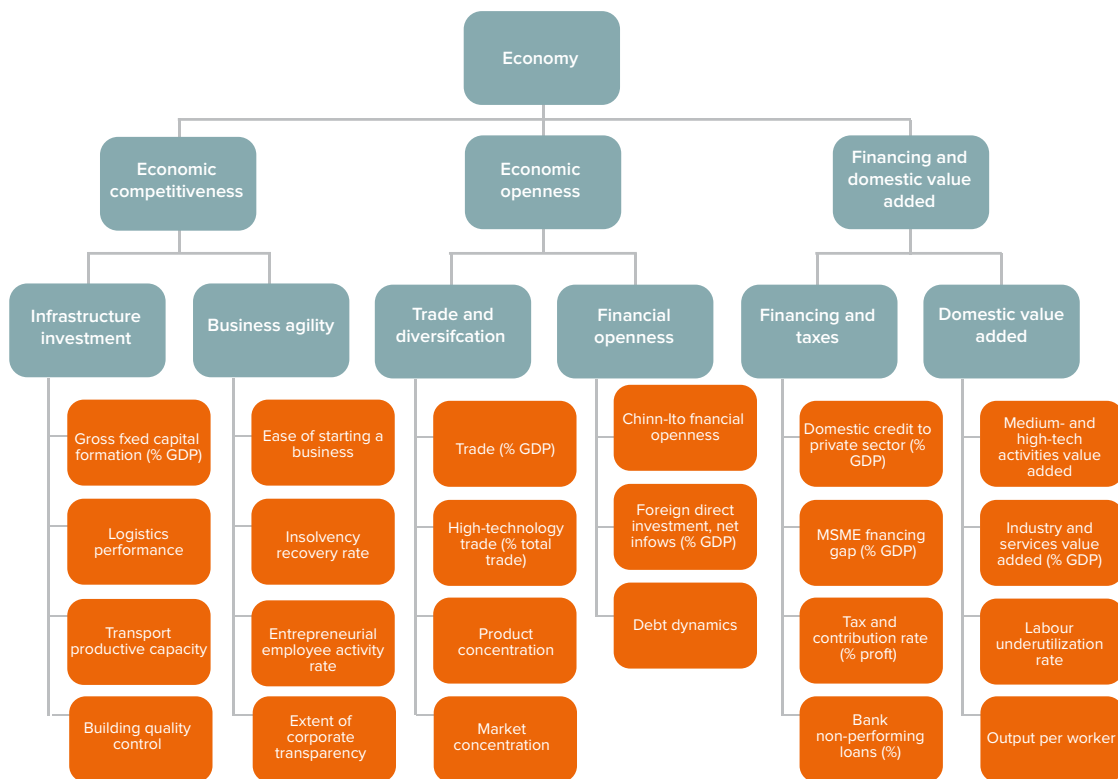 Economy
Economic
competitiveness
Economic
openness
Financing and
domestic value
added
Infrastructure
investment
Business agility
Trade and
diversifcation
Financial
openness
Financing and
taxes
Domestic value
added
Gross fxed capital
formation (% GDP)
Logistics
performance
Transport
productive capacity
Building quality
control
Ease of starting a
business
Insolvency
recovery rate
Entrepreneurial
employee activity
rate
Extent of
corporate
transparency
Trade (% GDP)
High-technology
trade (% total
trade)
Product
concentration
Market
concentration
Chinn-Ito fnancial
openness
Foreign direct
investment, net
infows (% GDP)
Debt dynamics
Domestic credit to
private sector (%
GDP)
MSME fnancing
gap (% GDP)
Tax and
contribution rate
(% proft)
Bank
non-performing
loans (%)
Medium- and
high-tech
activities value
added
Industry and
services value
added (% GDP)
Labour
underutilization
rate
Output per worker